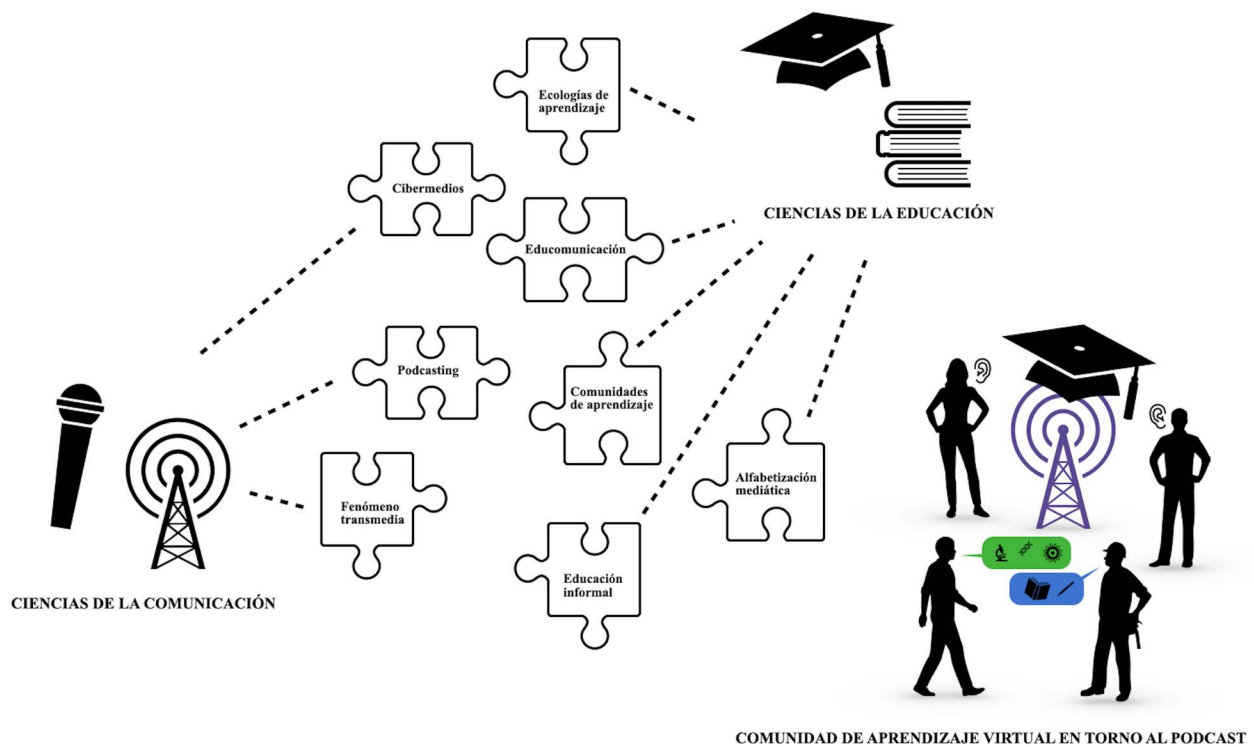 Ecologías de
aprendizaje
Cibermedios
CIENCIAS DE LA EDUCACIÓN
Educomunicación
Podcasting
Comunidades
de aprendizaje
Alfabetización
mediática
Fenómeno
transmedia
Educación
informal
CIENCIAS DE LA COMUNICACIÓN
COMUNIDAD DE APRENDIZAJE VIRTUAL EN TORNO AL PODCAST